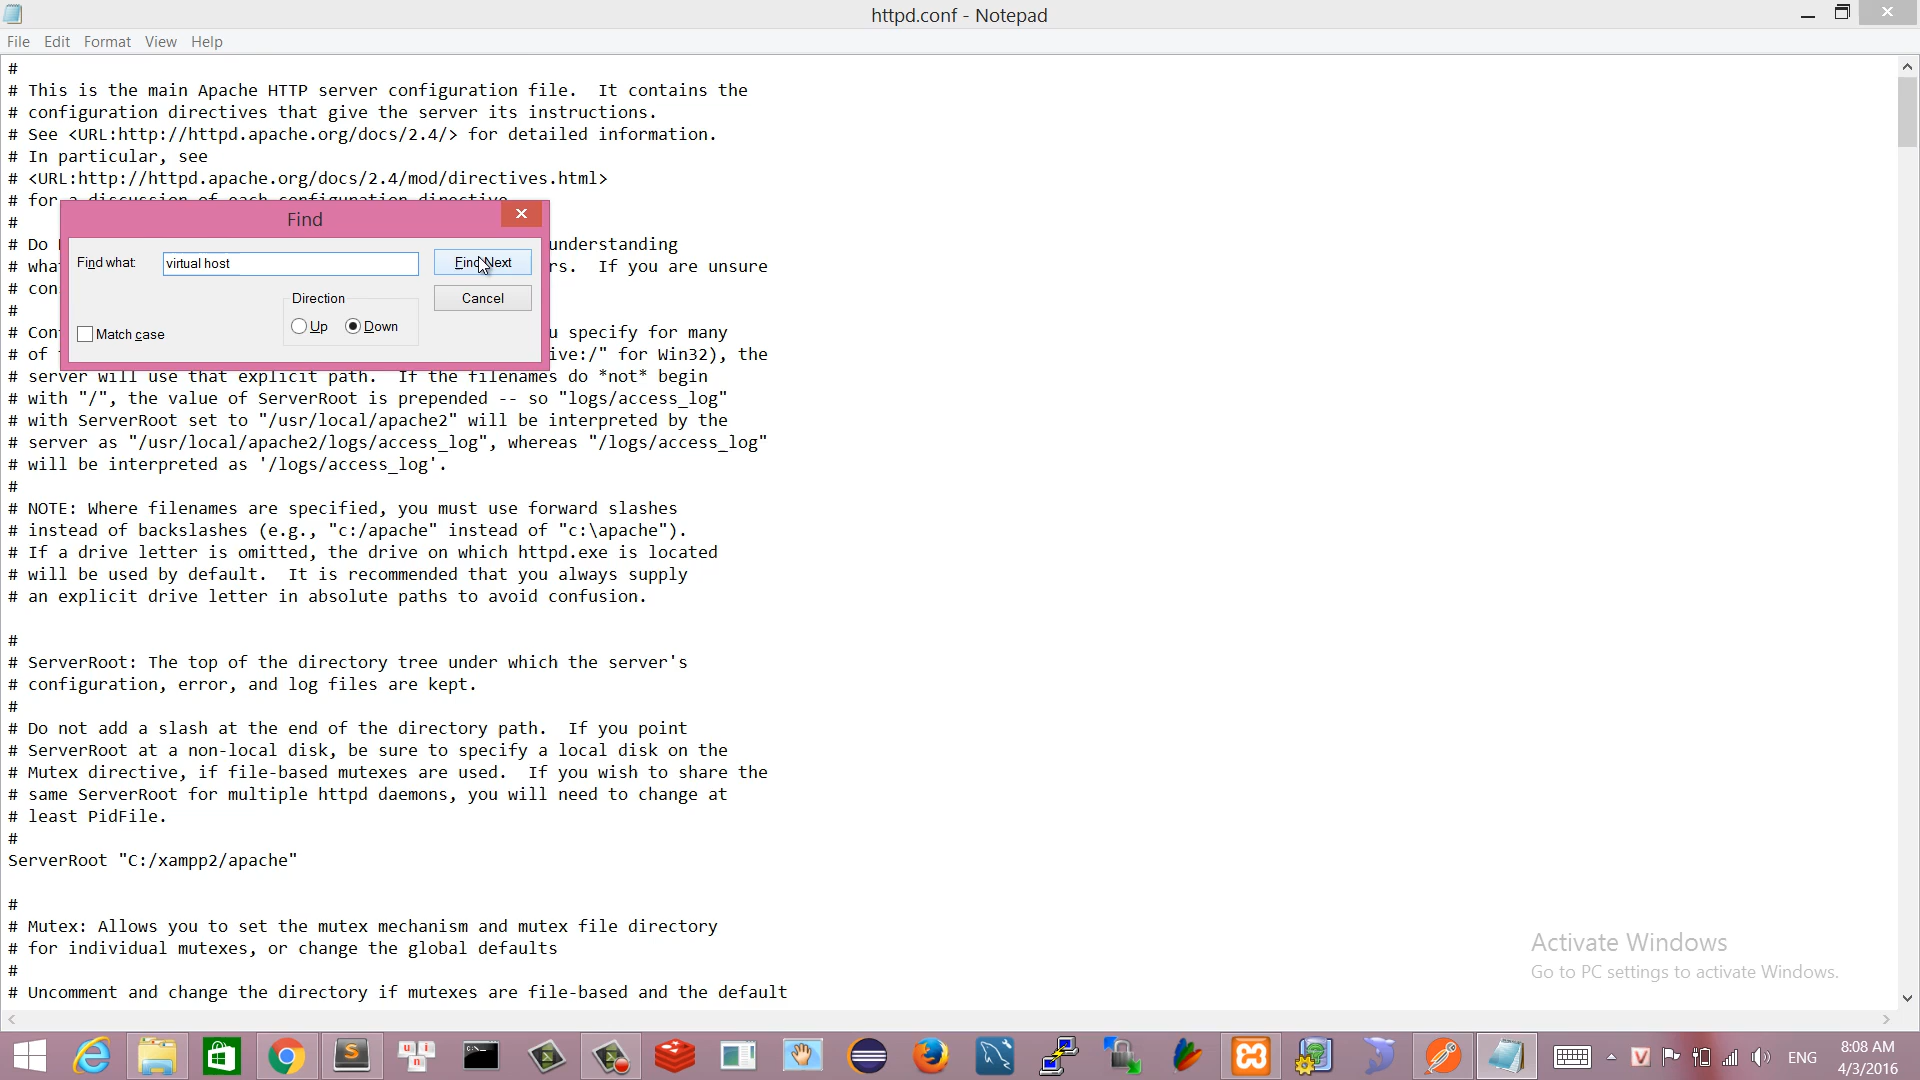 httpd.conf - Notepad
File Edit Format View Help
#
# This is the main Apache HTTP server configuration file.  It contains the
# configuration directives that give the server its instructions.
# See <URL:http://httpd.apache.org/docs/2.4/> for detailed information.
# In particular, see
# <URL:http://httpd.apache.org/docs/2.4/mod/directives.html>
# for a discussion of each configuration directive.
#
# Do understanding
# rs.  If you are unsure
# con
#
# Con u specify for many
# of ive:/" for Win32), the
# server will use that explicit path.  If the filenames do *not* begin
# with "/", the value of ServerRoot is prepended -- so "logs/access_log"
# with ServerRoot set to "/usr/local/apache2" will be interpreted by the
# server as "/usr/local/apache2/logs/access_log", whereas "/logs/access_log"
# will be interpreted as '/logs/access_log'.
#
# NOTE: Where filenames are specified, you must use forward slashes
# instead of backslashes (e.g., "c:/apache" instead of "c:\apache").
# If a drive letter is omitted, the drive on which httpd.exe is located
# will be used by default.  It is recommended that you always supply
# an explicit drive letter in absolute paths to avoid confusion.
#
# ServerRoot: The top of the directory tree under which the server's
# configuration, error, and log files are kept.
#
# Do not add a slash at the end of the directory path.  If you point
# ServerRoot at a non-local disk, be sure to specify a local disk on the
# Mutex directive, if file-based mutexes are used.  If you wish to share the
# same ServerRoot for multiple httpd daemons, you will need to change at
# least PidFile.
#
ServerRoot "C:/xampp2/apache"
#
# Mutex: Allows you to set the mutex mechanism and mutex file directory
# for individual mutexes, or change the global defaults
#
# Uncomment and change the directory if mutexes are file-based and the default
Find
Find what: virtual host Find Next
Direction Cancel
Up Down
Match case
Activate Windows
Go to PC settings to activate Windows.
ENG
8:08 AM
4/3/2016